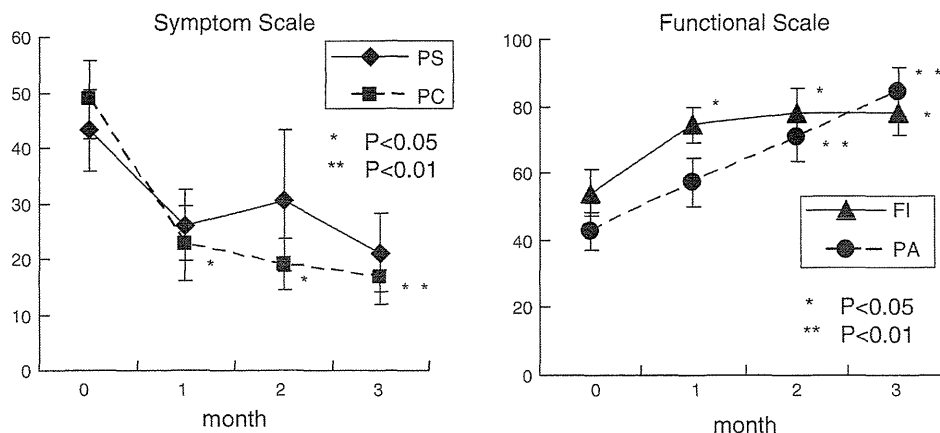 Symptom Scale
60
50
40
30
20
10
0
0 1 2 3
month
PS
PC
* P<0.05
** P<0.01
*
*
* *
Functional Scale
100
80
60
40
20
0
0 1 2 3
month
FI
PA
* P<0.05
** P<0.01
*
*
* *
* *
*